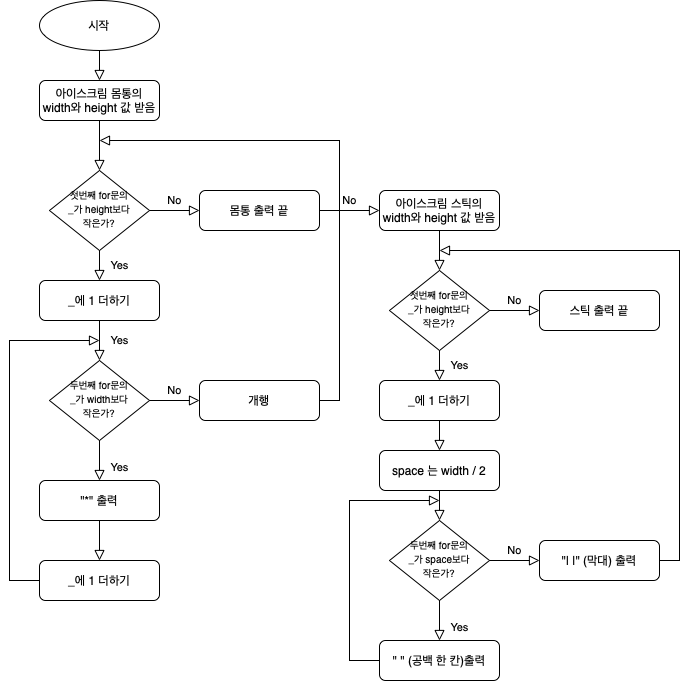 시작
아이스크림 몸통의
width와 height 값 받음
첫번째 for문의
_가 height보다
작은가?
No
몸통 출력 끝
Yes
_에 1 더하기
Yes
두번째 for문의
_가 width보다
작은가?
No
개행
Yes
"*" 출력
_에 1 더하기
No
아이스크림 스틱의
width와 height 값 받음
첫번째 for문의
_가 height보다
작은가?
No
스틱 출력 끝
Yes
_에 1 더하기
space 는 width / 2
두번째 for문의
_가 space보다
작은가?
No
"| |" (막대) 출력
Yes
" " (공백 한 칸)출력